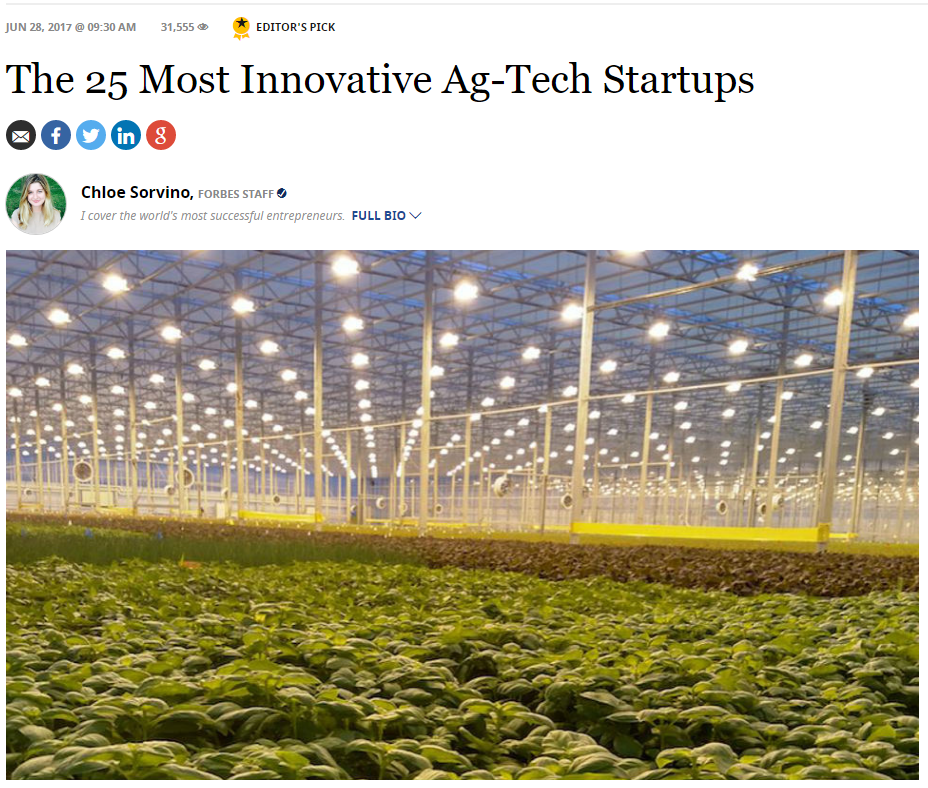 JUN 28, 2017 @ 09:30 AM 31,555 EDITOR'S PICK
The 25 Most Innovative Ag-Tech Startups
f in g
Chloe Sorvino, FORBES STAFF
I cover the world's most successful entrepreneurs. FULL BIO